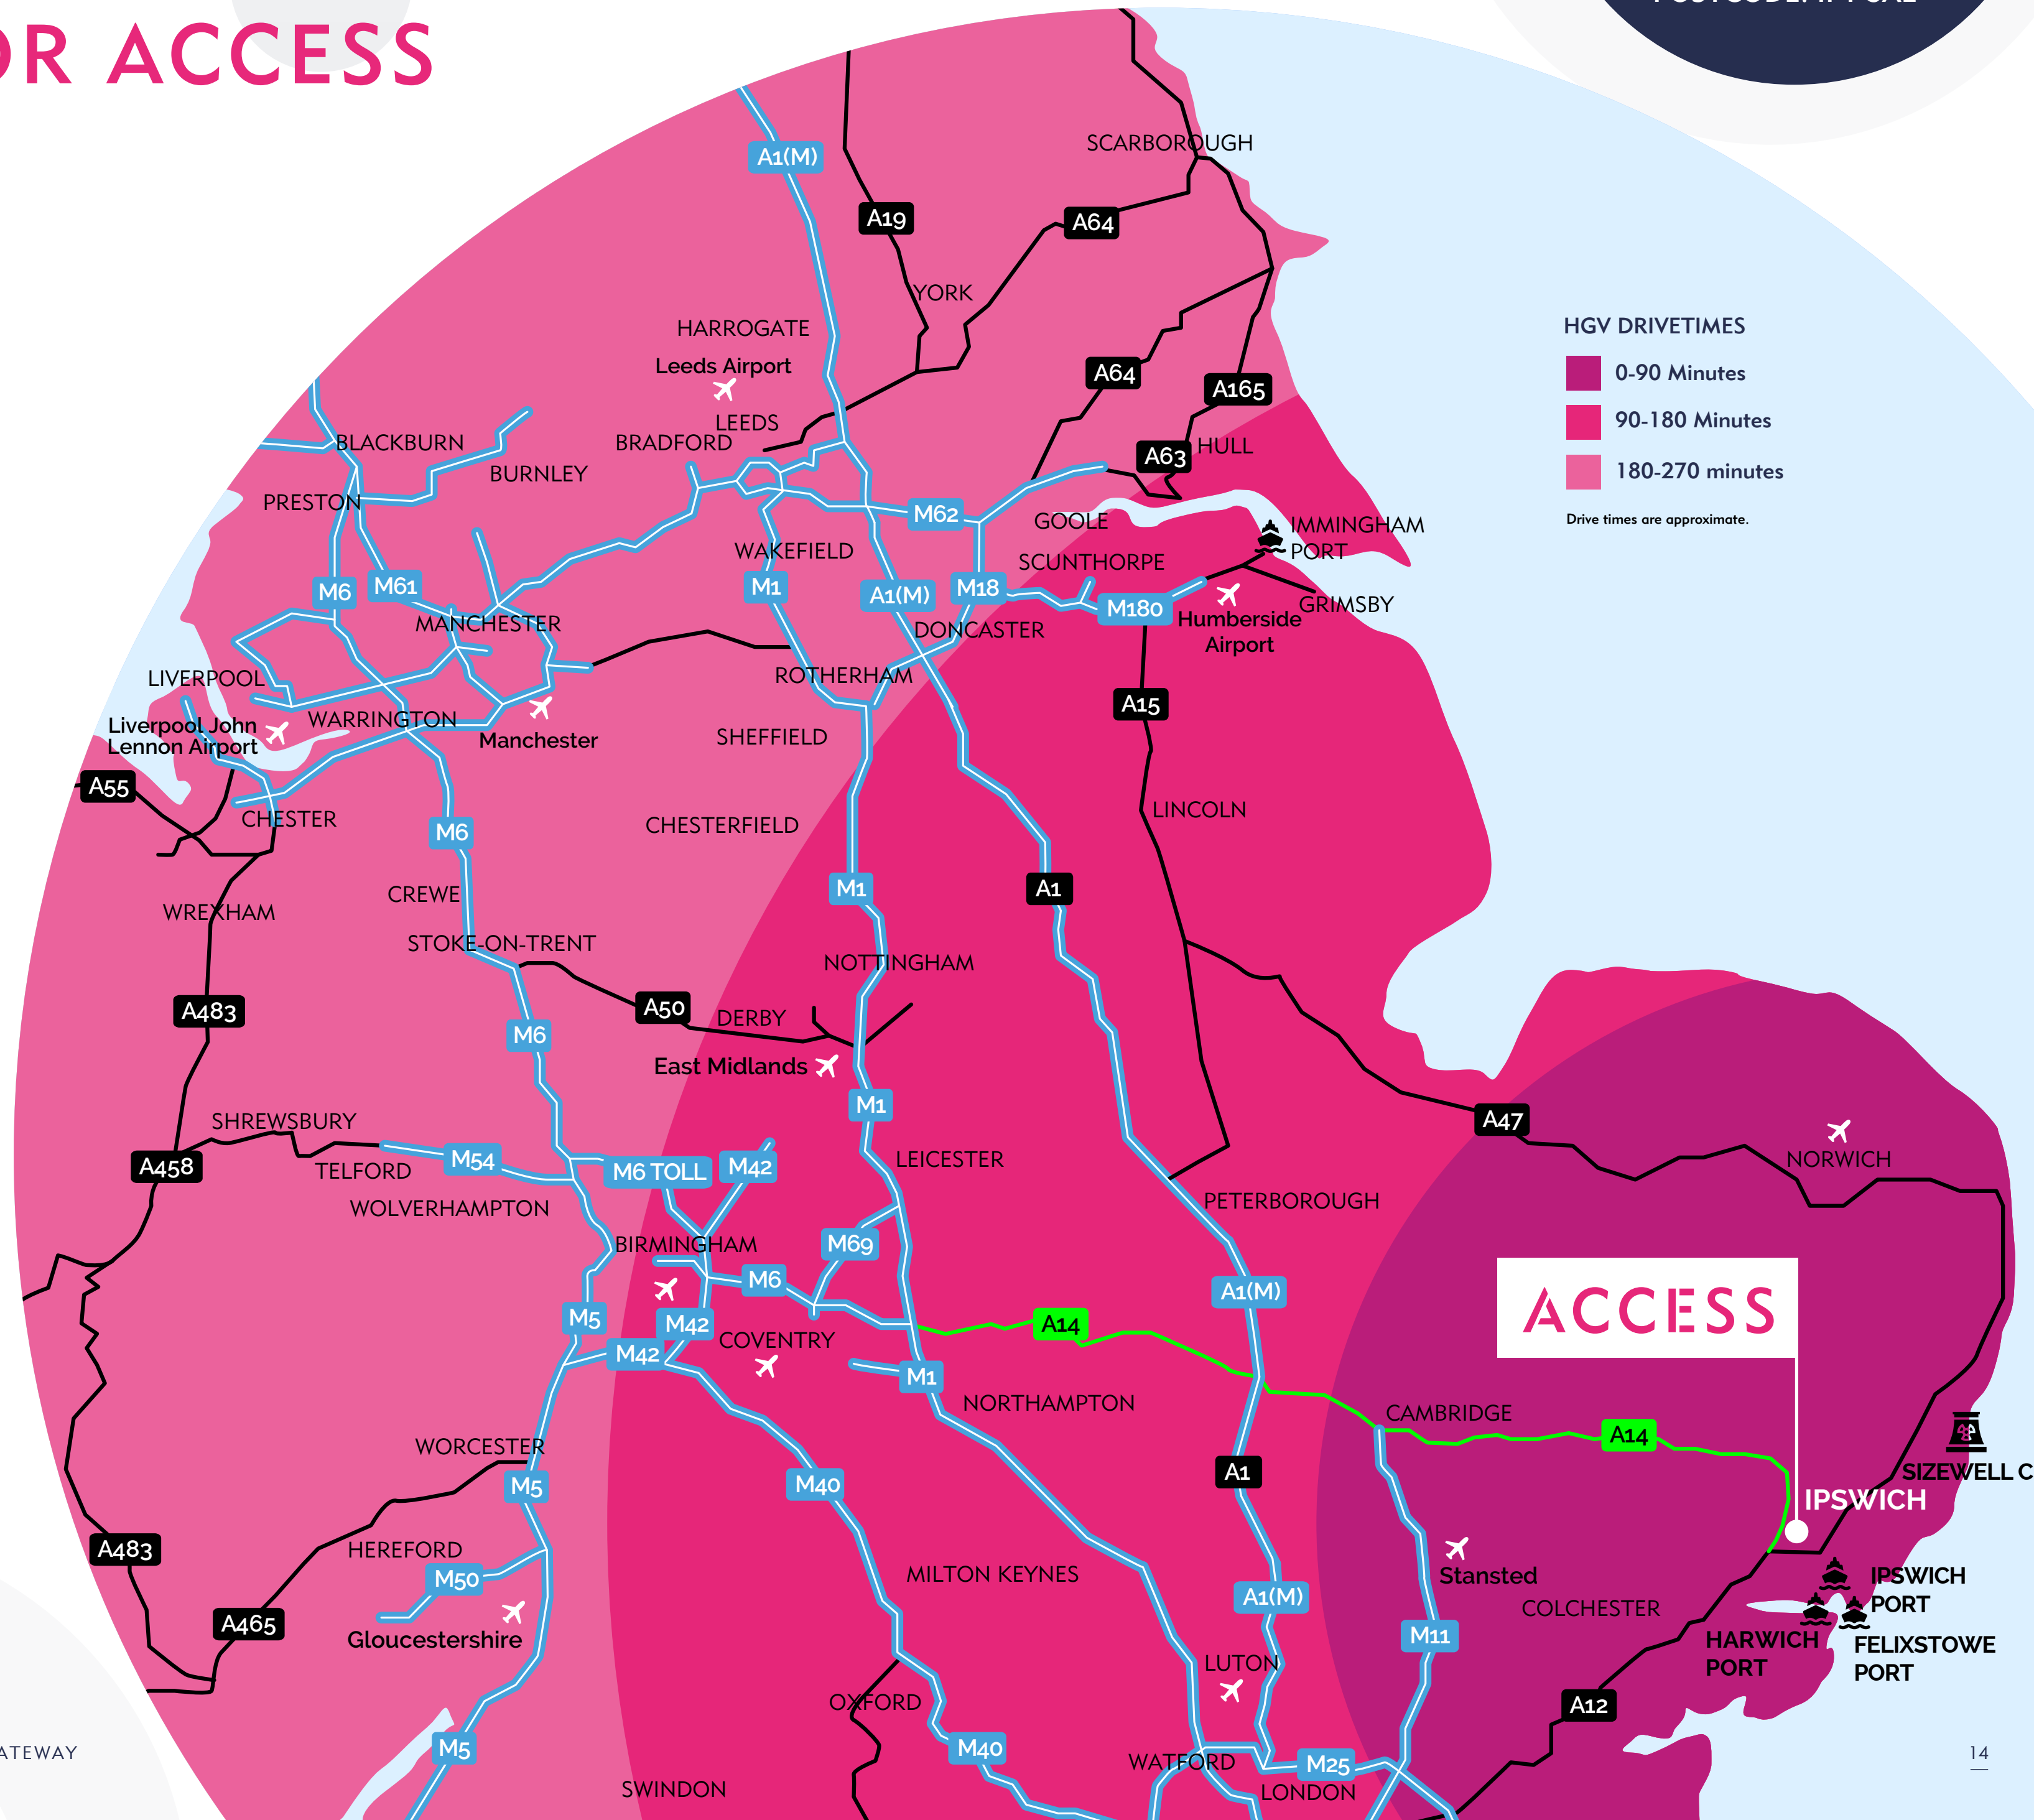 OR ACCESS
A1(M)
SCARBOROUGH
A19
A64
YORK
HARROGATE
Leeds Airport
LEEDS
BRADFORD
A64
A165
A63
HULL
HGV DRIVETIMES
0-90 Minutes
90-180 Minutes
180-270 minutes
Drive times are approximate.
BLACKBURN
BURNLEY
PRESTON
M62
GOOLE
IMMINGHAM
PORT
WAKEFIELD
SCUNTHORPE
M6
M61
M1
A1(M)
M18
M180
GRIMSBY
Humberside
Airport
MANCHESTER
DONCASTER
LIVERPOOL
ROTHERHAM
A15
Liverpool John
Lennon Airport
WARRINGTON
Manchester
SHEFFIELD
A55
CHESTER
M6
CHESTERFIELD
LINCOLN
CREWE
M1
A1
WREXHAM
STOKE-ON-TRENT
NOTTINGHAM
A483
A50
DERBY
M6
East Midlands
M1
A47
SHREWSBURY
A458
TELFORD
M54
M6 TOLL
M42
LEICESTER
NORWICH
WOLVERHAMPTON
PETERBOROUGH
BIRMINGHAM
M69
M6
A1(M)
ACCESS
M5
M42
M42
COVENTRY
A14
M1
NORTHAMPTON
CAMBRIDGE
A14
WORCESTER
M5
M40
A1
SIZEWELL C
IPSWICH
A483
HEREFORD
M50
MILTON KEYNES
A1(M)
Stansted
IPSWICH
PORT
COLCHESTER
A465
Gloucestershire
M11
HARWICH
PORT
FELIXSTOWE
PORT
LUTON
OXFORD
A12
ATEWAY
M5
M40
WATFORD
M25
LONDON
SWINDON
14